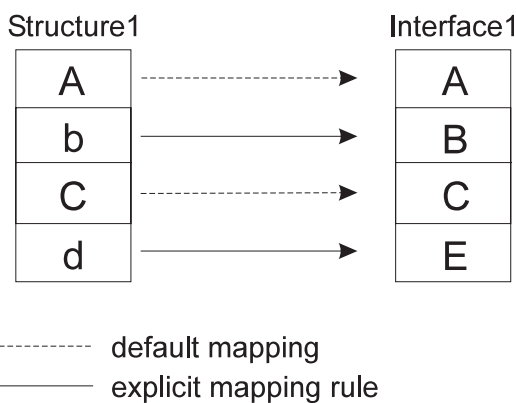 Structure1 Interface1
A A
b B
C C
d E
default mapping
explicit mapping rule